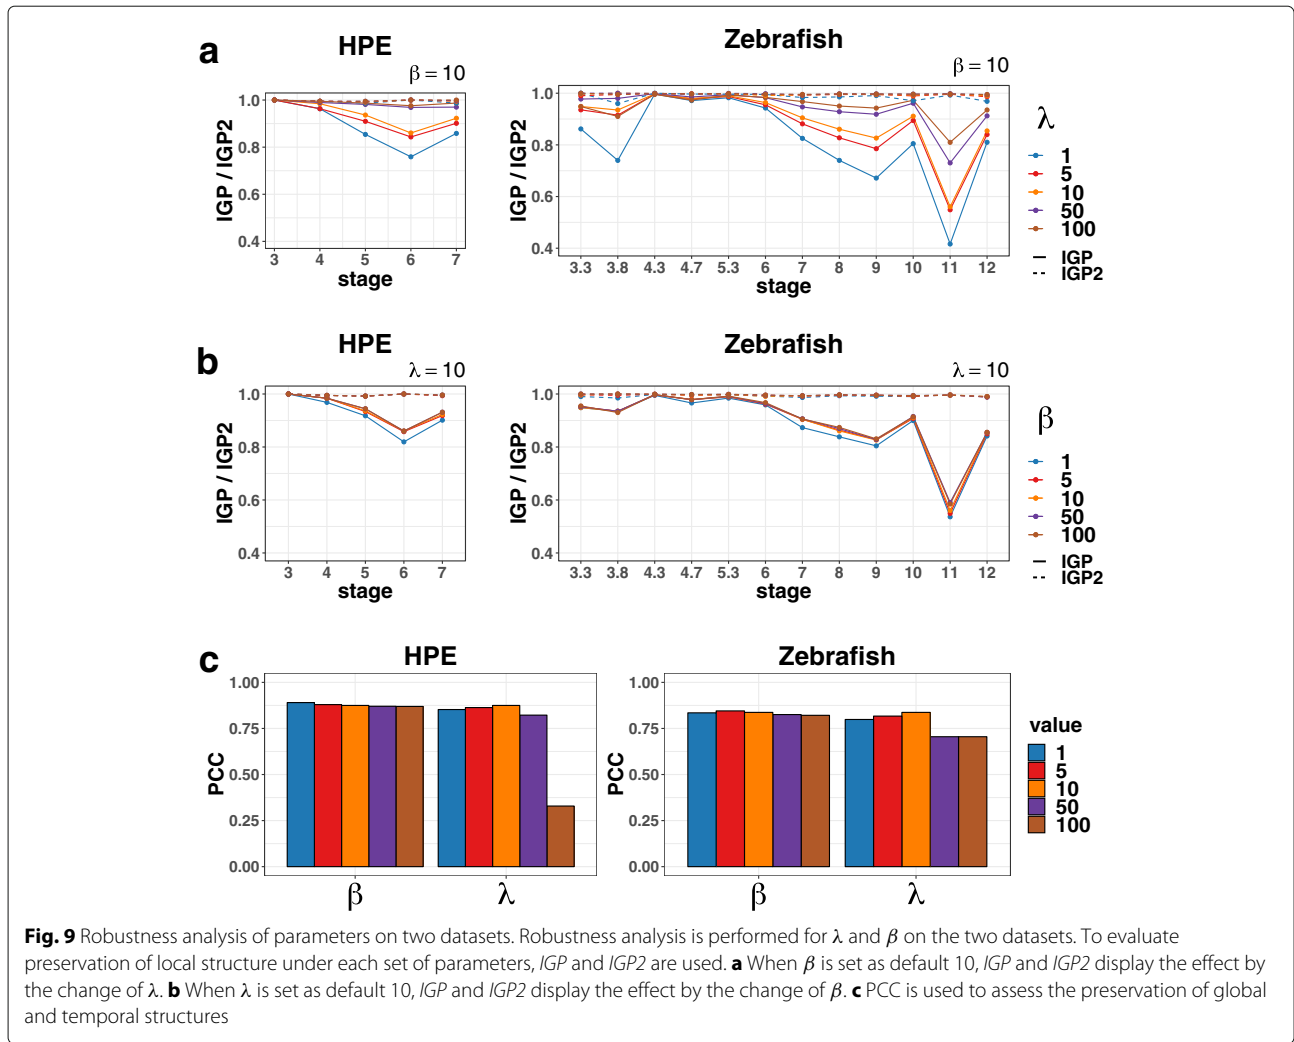 a
HPE
β = 10
IGP / IGP2
1.0
0.8
0.6
0.4
3 4 5 6 7
stage
Zebrafish
β = 10
IGP / IGP2
1.0
0.8
0.6
0.4
3.3 3.8 4.3 4.7 5.3 6 7 8 9 10 11 12
stage
λ
1
5
10
50
100
IGP
IGP2
b
HPE
λ = 10
IGP / IGP2
1.0
0.8
0.6
0.4
3 4 5 6 7
stage
Zebrafish
λ = 10
IGP / IGP2
1.0
0.8
0.6
0.4
3.3 3.8 4.3 4.7 5.3 6 7 8 9 10 11 12
stage
β
1
5
10
50
100
IGP
IGP2
c
HPE
PCC
1.00
0.75
0.50
0.25
0.00
β λ
Zebrafish
PCC
1.00
0.75
0.50
0.25
0.00
β λ
value
1
5
10
50
100
Fig. 9 Robustness analysis of parameters on two datasets. Robustness analysis is performed for λ and β on the two datasets. To evaluate
preservation of local structure under each set of parameters, IGP and IGP2 are used. a When β is set as default 10, IGP and IGP2 display the effect by
the change of λ. b When λ is set as default 10, IGP and IGP2 display the effect by the change of β. c PCC is used to assess the preservation of global
and temporal structures